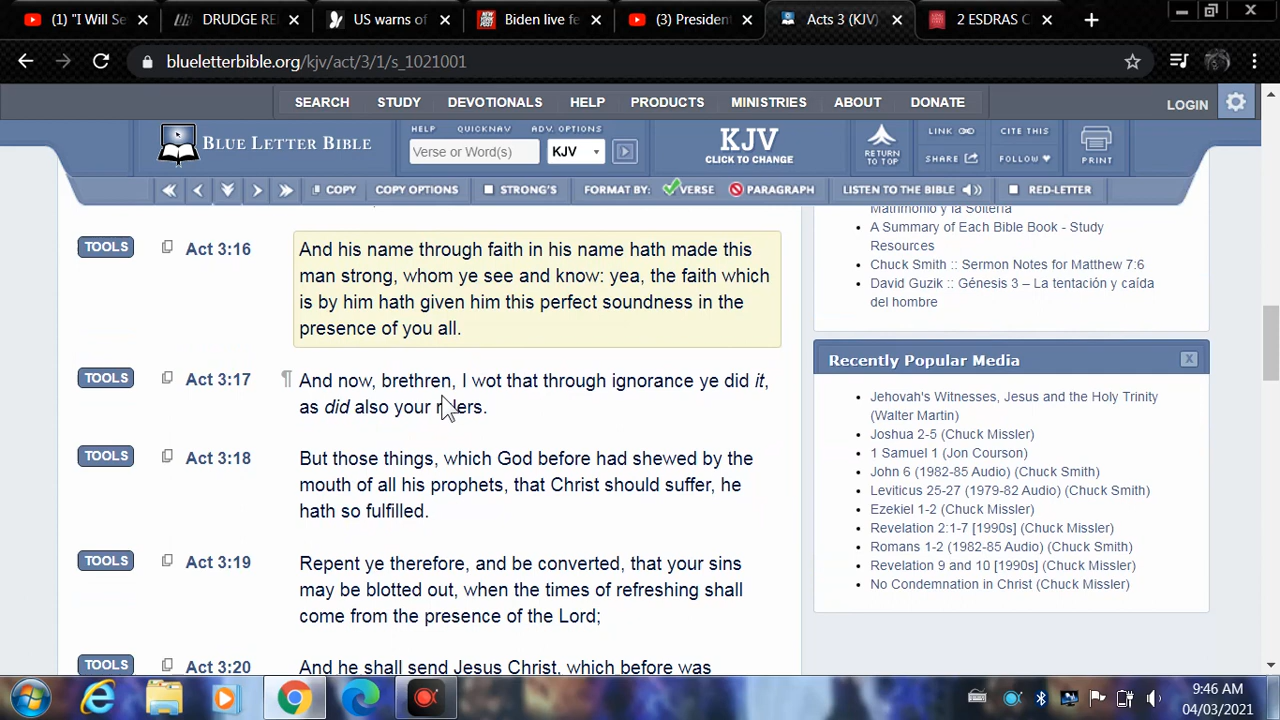 (1) "I Will Se
DRUDGE RE
US warns of
Biden live fe
(3) Presiden
Acts 3 (KJV)
2 ESDRAS C
blueletterbible.org/kjv/act/3/1/s_1021001
SEARCH STUDY DEVOTIONALS HELP PRODUCTS MINISTRIES ABOUT DONATE
LOGIN
BLUE LETTER BIBLE
HELP QUICKNAV ADV. OPTIONS
Verse or Word(s) KJV
KJV
CLICK TO CHANGE
RETURN
TO TOP
LINK CITE THIS
SHARE FOLLOW
PRINT
COPY COPY OPTIONS STRONG'S FORMAT BY: VERSE PARAGRAPH LISTEN TO THE BIBLE RED-LETTER
TOOLS Act 3:16 And his name through faith in his name hath made this
man strong, whom ye see and know: yea, the faith which
is by him hath given him this perfect soundness in the
presence of you all.
TOOLS Act 3:17 ¶ And now, brethren, I wot that through ignorance ye did it,
as did also your rulers.
TOOLS Act 3:18 But those things, which God before had shewed by the
mouth of all his prophets, that Christ should suffer, he
hath so fulfilled.
TOOLS Act 3:19 Repent ye therefore, and be converted, that your sins
may be blotted out, when the times of refreshing shall
come from the presence of the Lord;
TOOLS Act 3:20 And he shall send Jesus Christ, which before was
Matrimonio y la Soltería
A Summary of Each Bible Book - Study
Resources
Chuck Smith :: Sermon Notes for Matthew 7:6
David Guzik :: Génesis 3 – La tentación y caída
del hombre
Recently Popular Media
Jehovah's Witnesses, Jesus and the Holy Trinity
(Walter Martin)
Joshua 2-5 (Chuck Missler)
1 Samuel 1 (Jon Courson)
John 6 (1982-85 Audio) (Chuck Smith)
Leviticus 25-27 (1979-82 Audio) (Chuck Smith)
Ezekiel 1-2 (Chuck Missler)
Revelation 2:1-7 [1990s] (Chuck Missler)
Romans 1-2 (1982-85 Audio) (Chuck Smith)
Revelation 9 and 10 [1990s] (Chuck Missler)
No Condemnation in Christ (Chuck Missler)
9:46 AM
04/03/2021